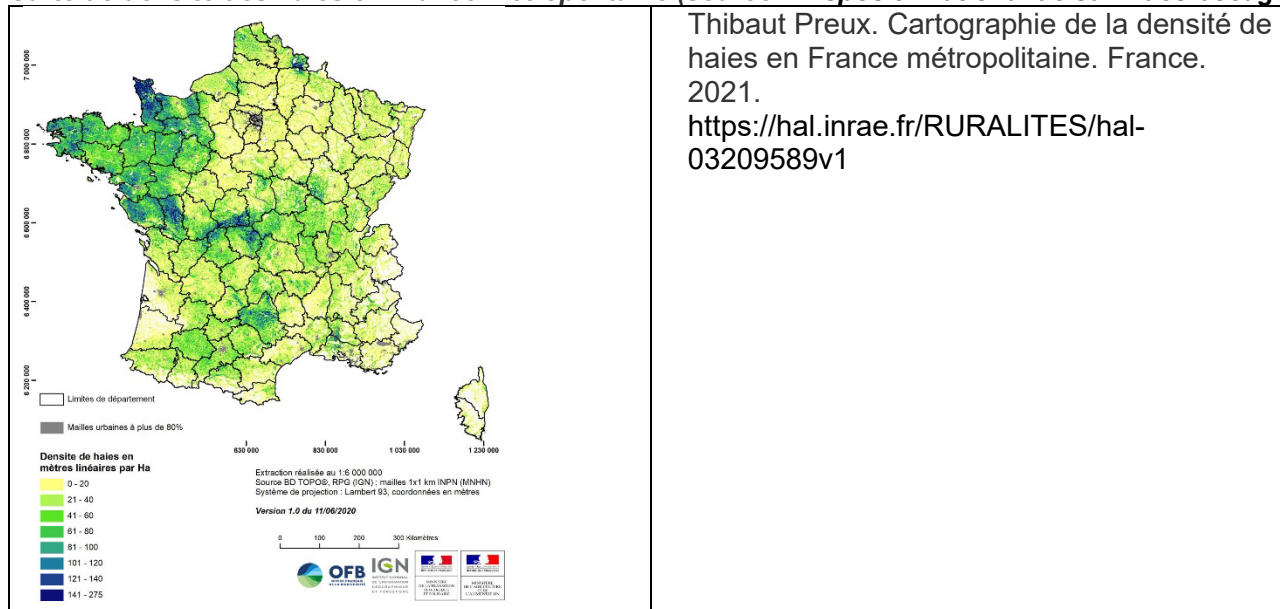 Thibaut Preux. Cartographie de la densité de
haies en France métropolitaine. France.
2021.
https://hal.inrae.fr/RURALITES/hal-
03209589v1
7 000 000
6 800 000
6 600 000
6 400 000
6 200 000
Limites de département
Mailles urbaines à plus de 80%
630 000
830 000
1 030 000
1 230 000
Densite de haies en
mètres linéaires par Ha
0 - 20
21 - 40
41 - 60
61 - 80
81 - 100
101 - 120
121 - 140
141 - 275
Extraction réalisée au 1:6 000 000
Source BD TOPO®, RPG (IGN) ; mailles 1x1 km INPN (MNHN)
Système de projection : Lambert 93, coordonnées en mètres
Version 1.0 du 11/06/2020
0 100 200 300 Kilomètres
OFB
IGN